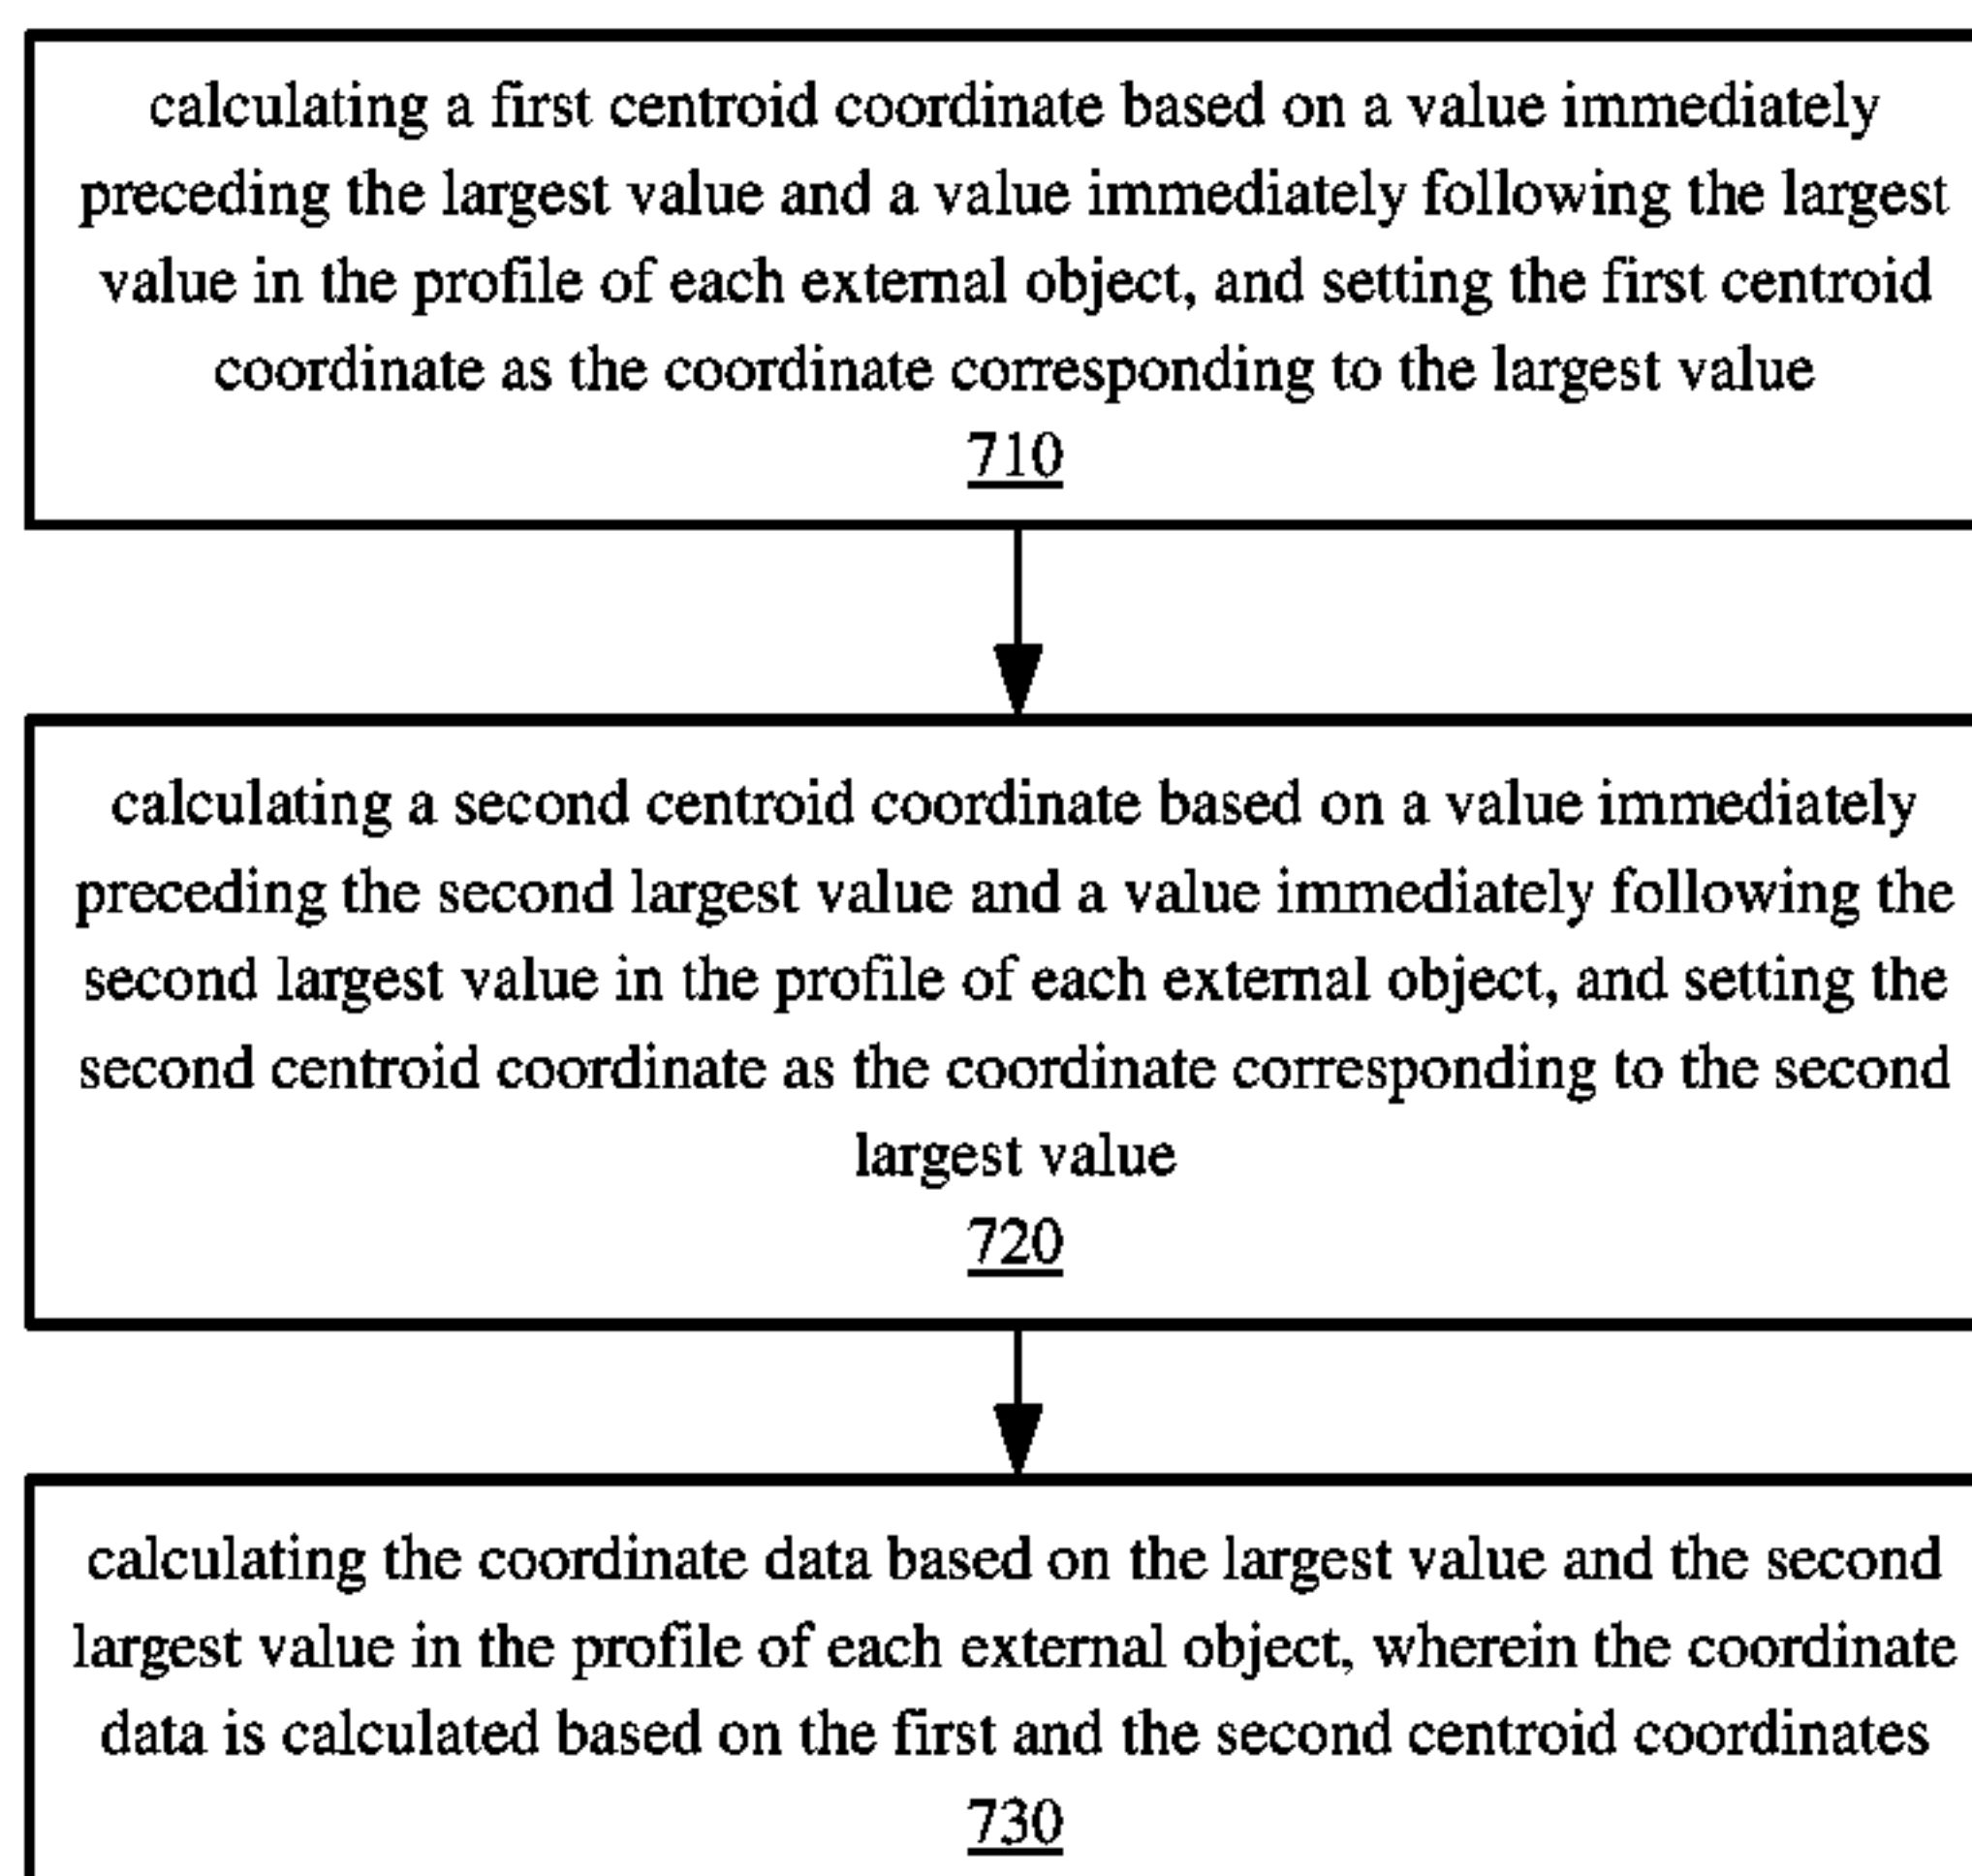 calculating a first centroid coordinate based on a value immediately
preceding the largest value and a value immediately following the largest
value in the profile of each external object, and setting the first centroid
coordinate as the coordinate corresponding to the largest value
710
calculating a second centroid coordinate based on a value immediately
preceding the second largest value and a value immediately following the
second largest value in the profile of each external object, and setting the
second centroid coordinate as the coordinate corresponding to the second
largest value
720
calculating the coordinate data based on the largest value and the second
largest value in the profile of each external object, wherein the coordinate
data is calculated based on the first and the second centroid coordinates
730